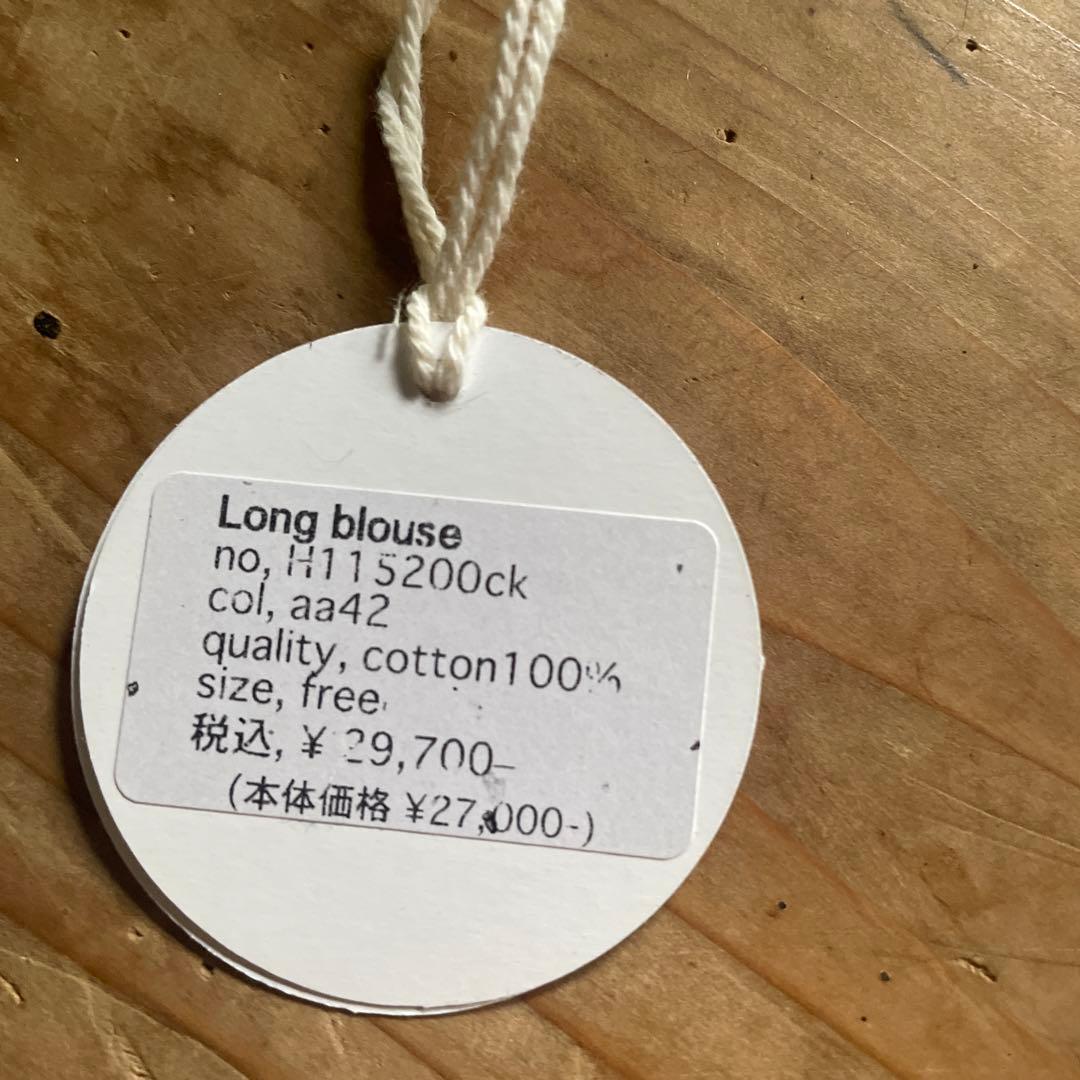 Long blouse
no, H115200ck
col, aa42
quality, cotton100%
size, free
税込, ¥ 29,700-
(本体価格 ¥27,000-)